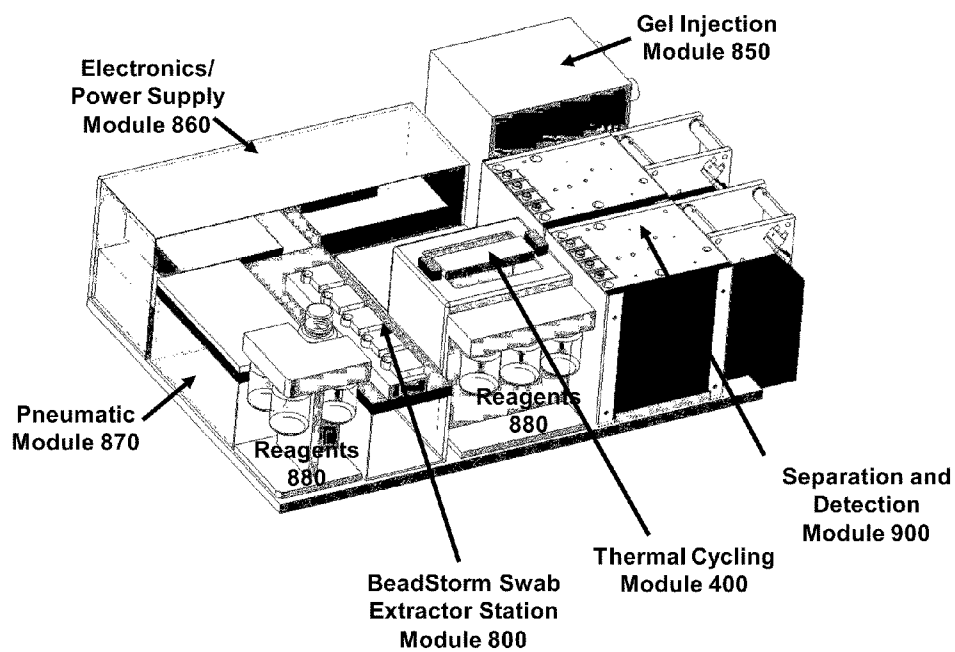 Gel Injection
Module 850
Electronics/
Power Supply
Module 860
Pneumatic
Module 870
Reagents
880
Reagents
880
Separation and
Detection
Module 900
Thermal Cycling
Module 400
BeadStorm Swab
Extractor Station
Module 800